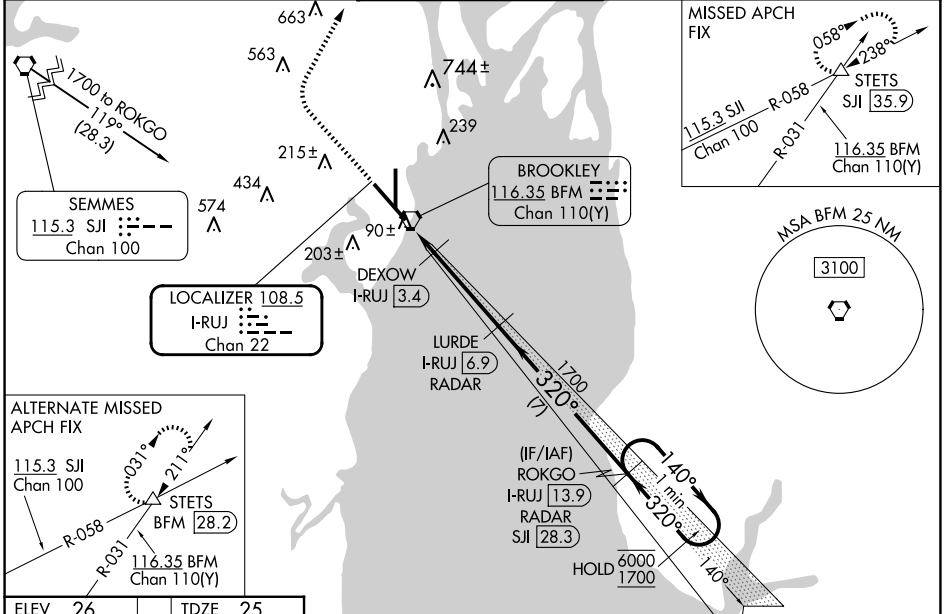 663
563
744±
239
1700 to ROKGO
119°
(28.3)
215±
434
574
203±
90±
SEMMES
115.3 SJI
Chan 100
BROOKLEY
116.35 BFM
Chan 110(Y)
LOCALIZER 108.5
I-RUJ
Chan 22
DEXOW
I-RUJ 3.4
LURDE
I-RUJ 6.9
RADAR
1700
320°
(7)
(IF/IAF)
ROKGO
I-RUJ 13.9
RADAR
SJI 28.3
140°
1 min
320°
HOLD 6000
1700
140°
MISSED APCH
FIX
058°
238°
STETS
SJI 35.9
115.3 SJI
Chan 100
R-058
R-031
116.35 BFM
Chan 110(Y)
MSA BFM 25 NM
3100
ALTERNATE MISSED
APCH FIX
031°
211°
115.3 SJI
Chan 100
STETS
BFM 28.2
R-058
R-031
116.35 BFM
Chan 110(Y)
ELEV 26
TDZE 25